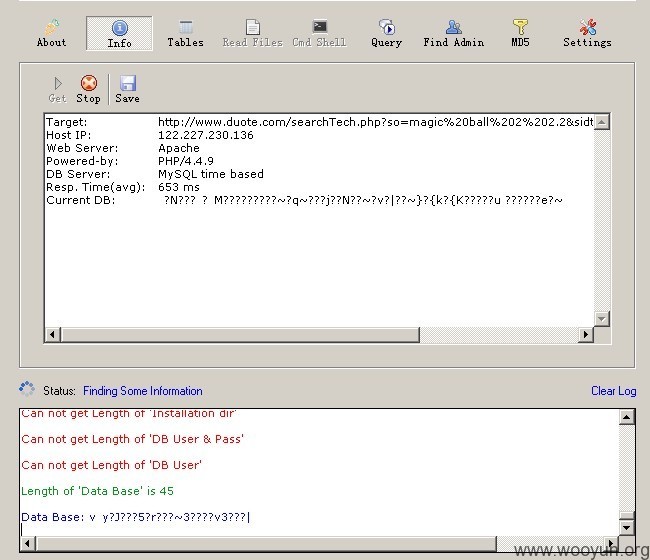 About Info Tables Read Files Cmd Shell Query Find Admin MD5 Settings
Get Stop Save
Target: http://www.duote.com/searchTech.php?so=magic%20ball%202%202.2&sidt
Host IP: 122.227.230.136
Web Server: Apache
Powered-by: PHP/4.4.9
DB Server: MySQL time based
Resp. Time(avg): 653 ms
Current DB: ?N??? ? M?????????~?q~???j??N??~?v?|??~}?{k?{K?????u ??????e?~
Status: Finding Some Information Clear Log
Can not get Length of 'Installation dir'
Can not get Length of 'DB User & Pass'
Can not get Length of 'DB User'
Length of 'Data Base' is 45
Data Base: v y?J???5?r???~3????v3???|
www.wooyun.org